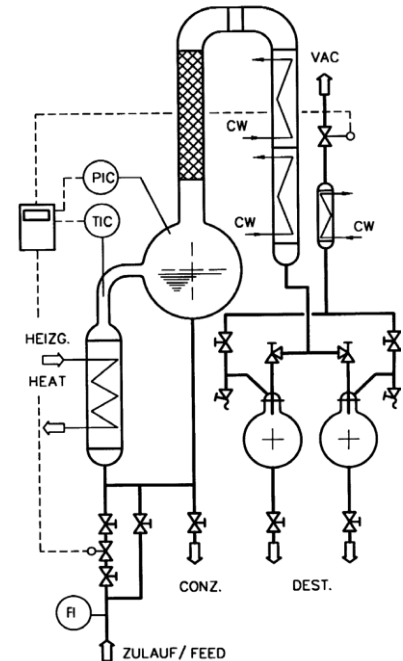 VAC
CW
PIC
TIC
CW
CW
HEIZG.
HEAT
CONZ.
DEST.
FI
ZULAUF/FEED